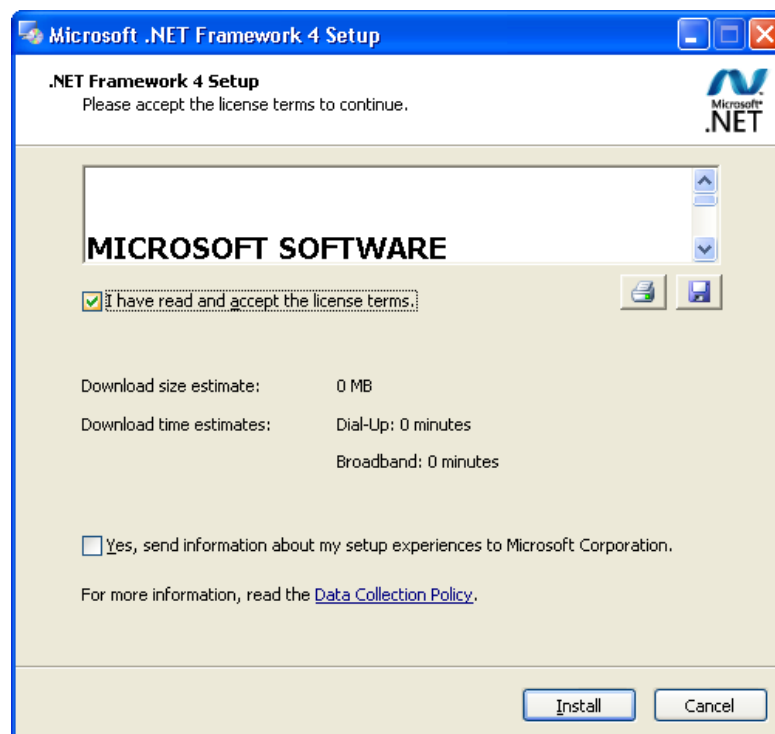 Microsoft .NET Framework 4 Setup
.NET Framework 4 Setup
Please accept the license terms to continue.
Microsoft®
.NET
MICROSOFT SOFTWARE
I have read and accept the license terms.
Download size estimate: 0 MB
Download time estimates: Dial-Up: 0 minutes
Broadband: 0 minutes
Yes, send information about my setup experiences to Microsoft Corporation.
For more information, read the Data Collection Policy.
Install Cancel